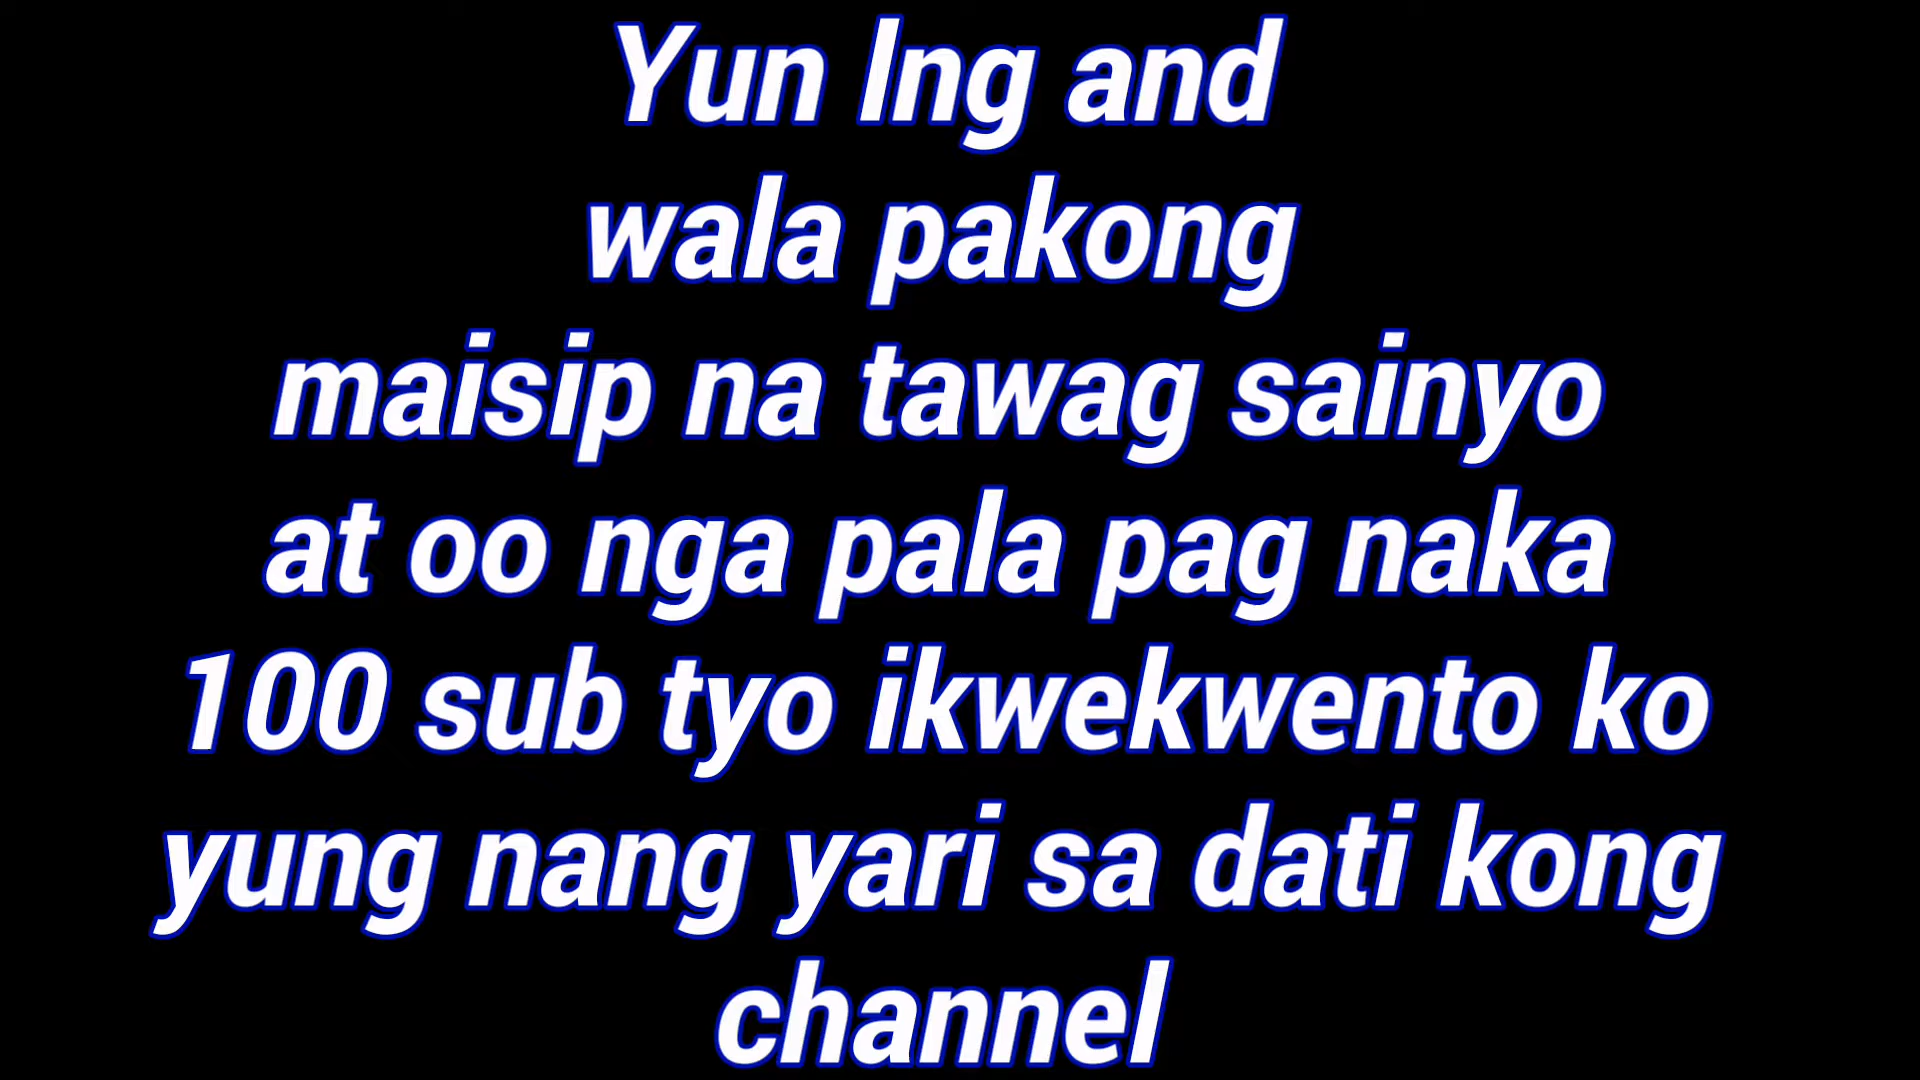 Yun lng and
wala pakong
maisip na tawag sainyo
at oo nga pala pag naka
100 sub tyo ikwekwento ko
yung nang yari sa dati kong
channel